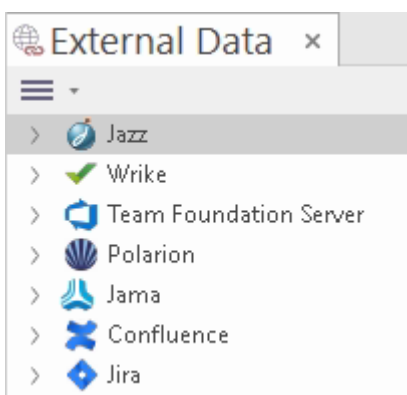 External Data
Jazz
Wrike
Team Foundation Server
Polarion
Jama
Confluence
Jira